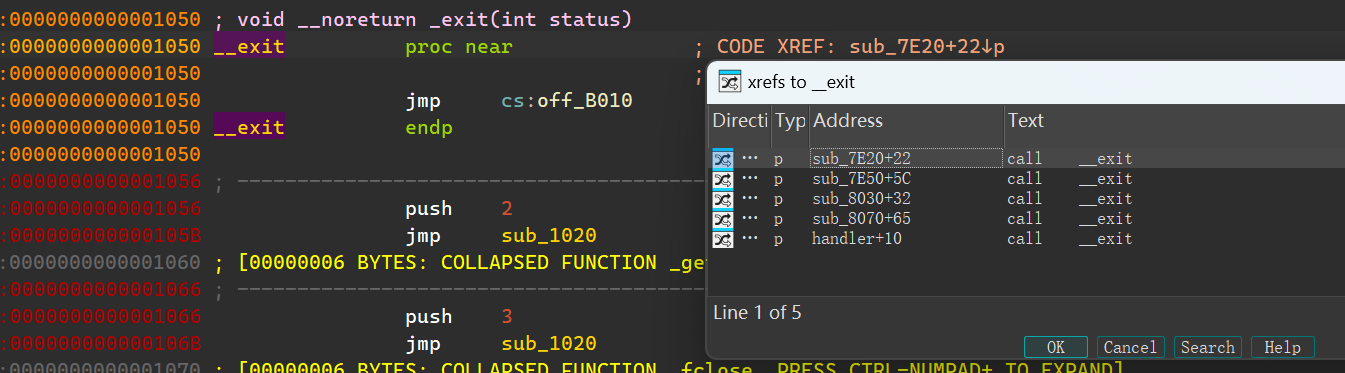 :0000000000001050 ; void __noreturn _exit(int status)
:0000000000001050 __exit proc near ; CODE XREF: sub_7E20+22↓p
:0000000000001050 ;
:0000000000001050 jmp cs:off_B010
:0000000000001050 __exit endp
:0000000000001050
:0000000000001056 ; ---------------------------------------
:0000000000001056 push 2
:000000000000105B jmp sub_1020
:0000000000001060 ; [00000006 BYTES: COLLAPSED FUNCTION _ge
:0000000000001066 ; ---------------------------------------
:0000000000001066 push 3
:000000000000106B jmp sub_1020
:0000000000001070 ; [00000006 BYTES: COLLAPSED FUNCTION _fclose. PRESS CTRL-NUMPAD+ TO EXPAND]
xrefs to __exit
Directi Typ Address Text
... p sub_7E20+22 call __exit
... p sub_7E50+5C call __exit
... p sub_8030+32 call __exit
... p sub_8070+65 call __exit
... p handler+10 call __exit
Line 1 of 5
OK Cancel Search Help